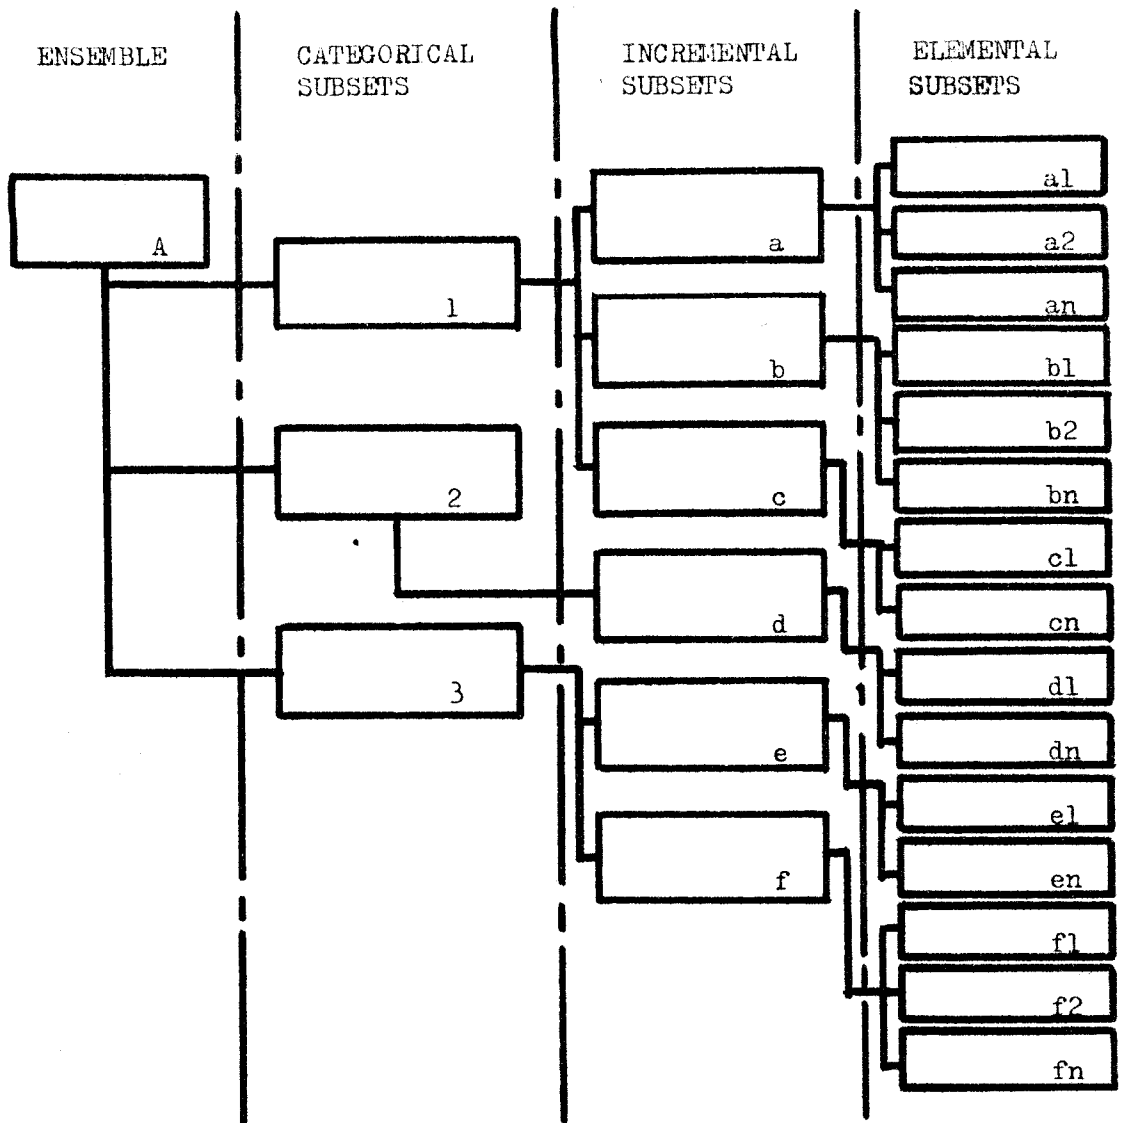 ENSEMBLE
CATEGORICAL
SUBSETS
INCREMENTAL
SUBSETS
ELEMENTAL
SUBSETS
A
1
2
3
a
b
c
d
e
f
a1
a2
an
b1
b2
bn
c1
cn
d1
dn
e1
en
f1
f2
fn